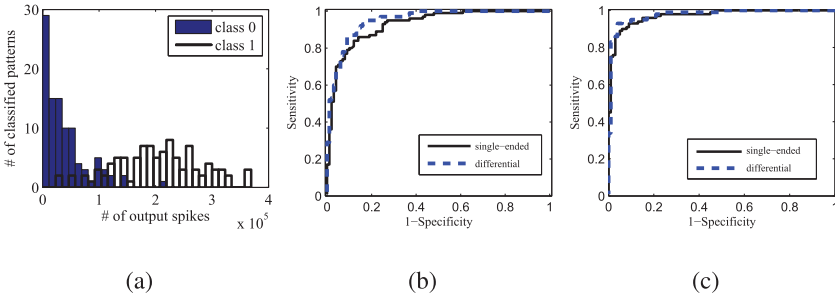 # of classified patterns
30
20
10
0
0
1
2
3
4
x 10^5
# of output spikes
class 0
class 1
Sensitivity
1
0.8
0.6
0.4
0.2
0
0
0.2
0.4
0.6
0.8
1
1−Specificity
single−ended
differential
Sensitivity
1
0.8
0.6
0.4
0.2
0
0
0.2
0.4
0.6
0.8
1
1−Specificity
single−ended
differential
(a)
(b)
(c)